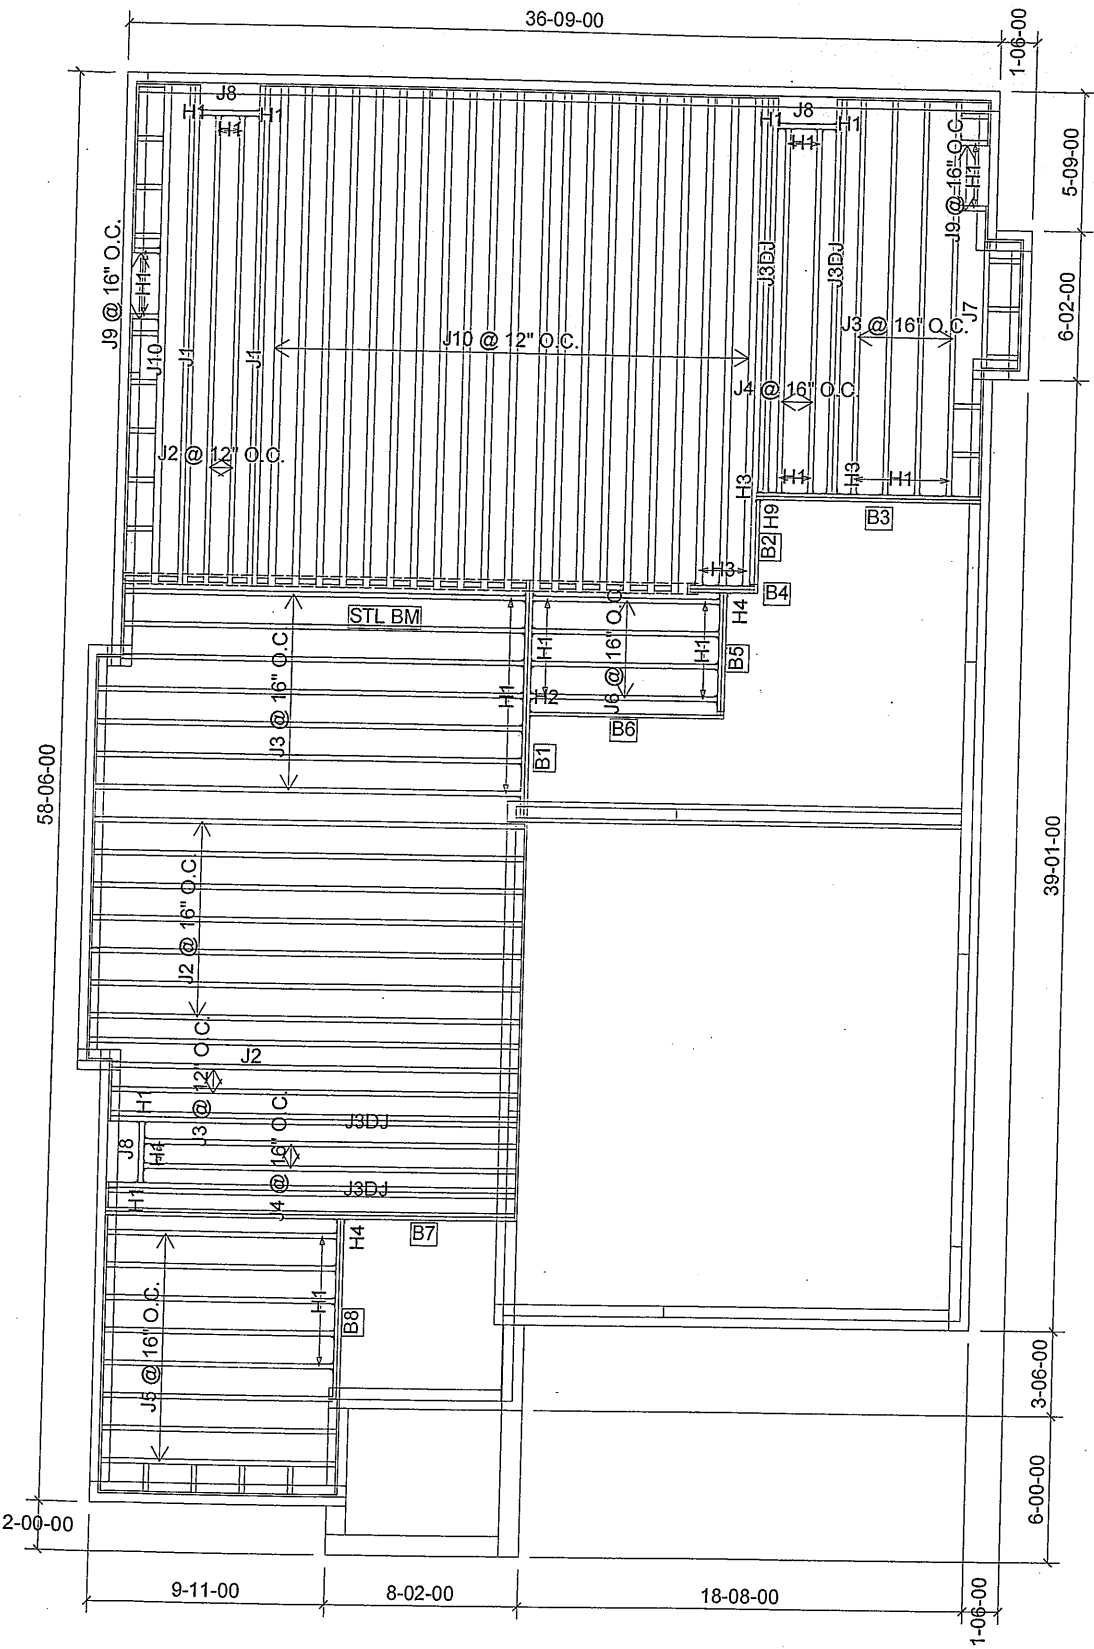 36-09-00
1-06-00
J8
H1
H1
H1
J8
H1
H1
H1
J9 @ 16" O.C.
H1
5-09-00
J9 @ 16" O.C.
H1
J10
J1
J1
J10 @ 12" O.C.
J3DJ
J3DJ
J3 @ 16" O.C.
J7
6-02-00
J4 @ 16" O.C.
J2 @ 12" O.C.
H3
H1
H3
H1
H9
B2
B3
H3
B4
STL BM
H4
B5
H1
H1
J6 @ 16" O.C.
H2
B6
H1
J3 @ 16" O.C.
B1
58-06-00
39-01-00
J2 @ 16" O.C.
J2
J3 @ 12" O.C.
H1
J3DJ
J8
H1
J4 @ 16" O.C.
J3DJ
H1
B7
H4
H1
B8
J5 @ 16" O.C.
3-06-00
6-00-00
2-00-00
9-11-00
8-02-00
18-08-00
1-06-00